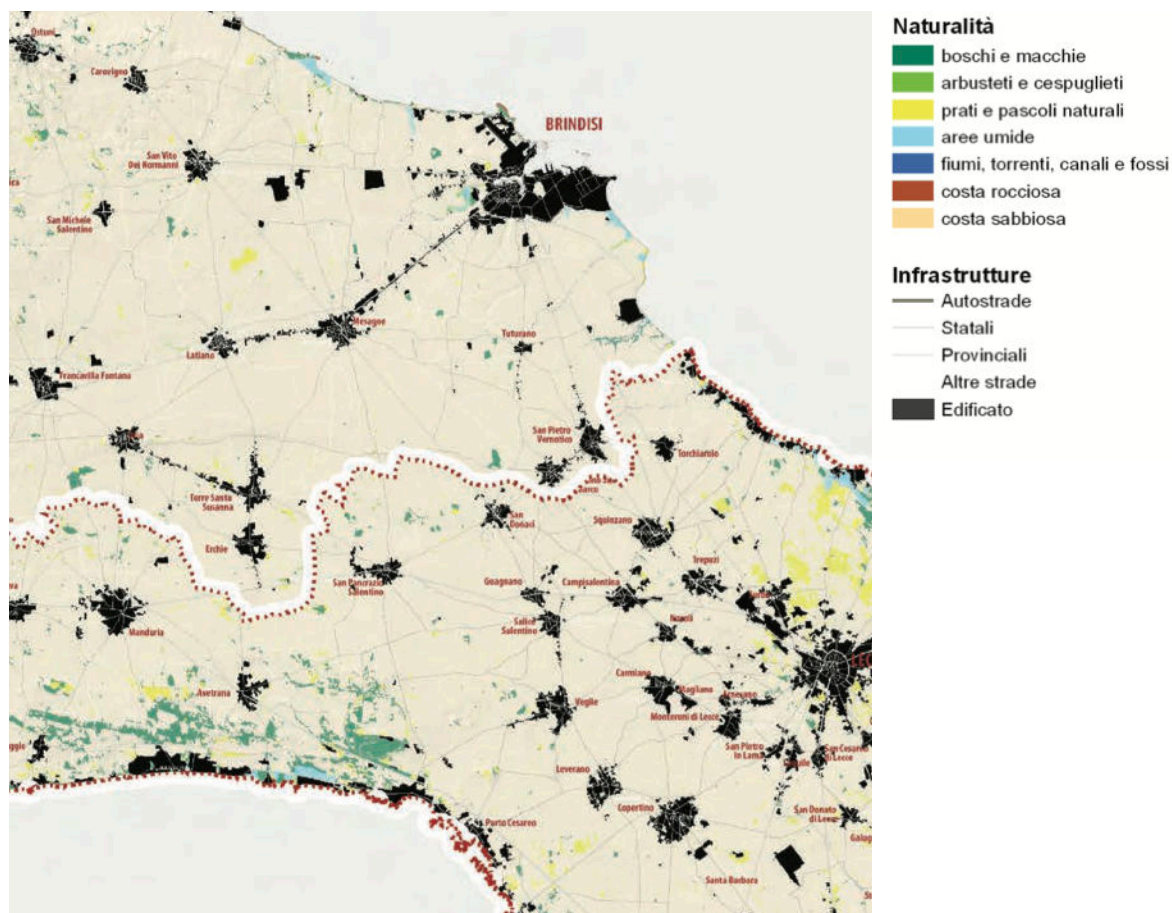 Ostuni
Carovigno
BRINDISI
San Vito
Dei Normanni
San Michele
Salentino
Mesagne
Latiano
Tuturano
Francavilla Fontana
San Pietro
Vernotico
Torchiarolo
Torre Santa
Susanna
San
Donaci
Squinzano
Erchie
San Pancrazio
Salentino
Guagnano
Campisalentina
Trepuzzi
Manduria
Salice
Salentino
Novoli
Carmiano
Magliano
Arnesano
Avetrana
Veglie
Monteroni di Lecce
San Pietro
in Lama
San Cesario
di Lecce
Leverano
Copertino
San Donato
di Lecce
Porto Cesareo
Santa Barbara
Naturalità
boschi e macchie
arbusteti e cespuglieti
prati e pascoli naturali
aree umide
fiumi, torrenti, canali e fossi
costa rocciosa
costa sabbiosa
Infrastrutture
Autostrade
Statali
Provinciali
Altre strade
Edificato